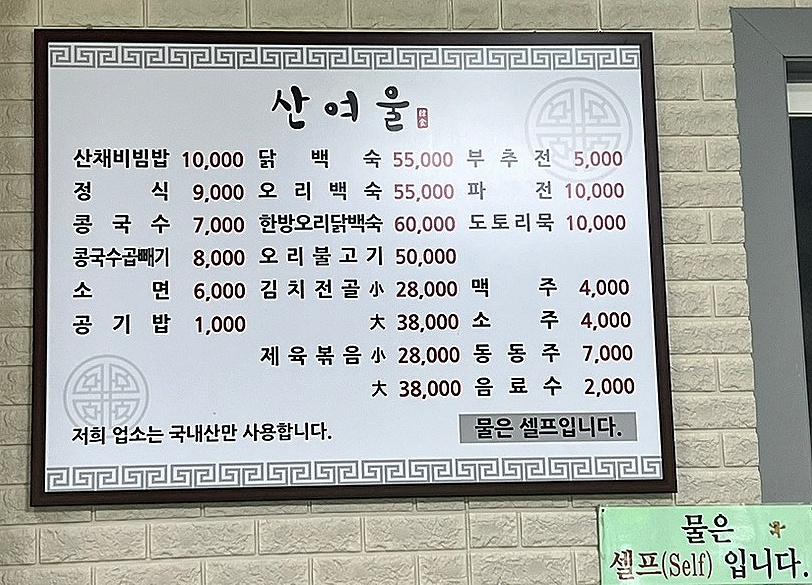 산여울
산채비빔밥 10,000 닭 백 숙 55,000 부 추 전 5,000
정 식 9,000 오 리 백 숙 55,000 파 전 10,000
콩 국 수 7,000 한방오리닭백숙 60,000 도토리묵 10,000
콩국수곱빼기 8,000 오 리 불 고 기 50,000
소 면 6,000 김 치 전 골 小 28,000 맥 주 4,000
공 기 밥 1,000 大 38,000 소 주 4,000
제 육 볶 음 小 28,000 동 동 주 7,000
大 38,000 음 료 수 2,000
저희 업소는 국내산만 사용합니다.
물은 셀프입니다.
물은
셀프(Self) 입니다.